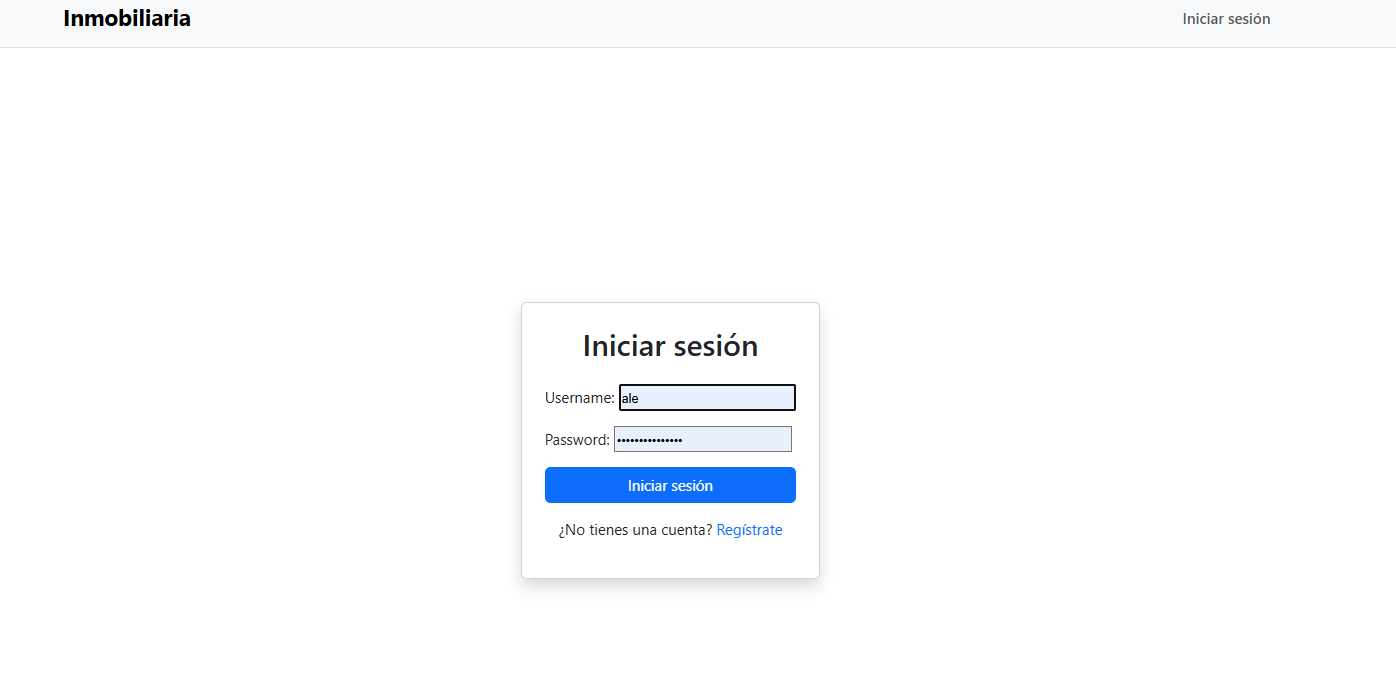 Inmobiliaria
Iniciar sesión
Iniciar sesión
Username: ale
Password: •••••••••••••••
Iniciar sesión
¿No tienes una cuenta? Regístrate